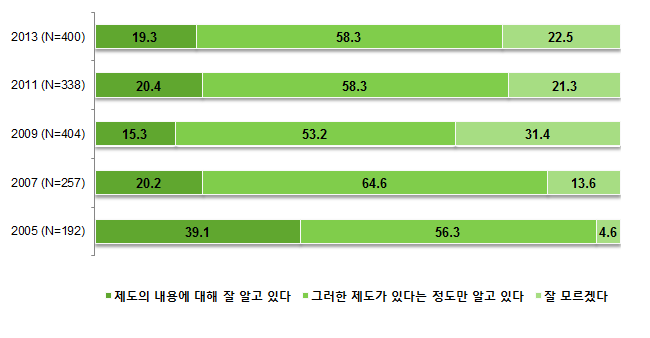 2013 (N=400) 19.3 58.3 22.5
2011 (N=338) 20.4 58.3 21.3
2009 (N=404) 15.3 53.2 31.4
2007 (N=257) 20.2 64.6 13.6
2005 (N=192) 39.1 56.3 4.6
제도의 내용에 대해 잘 알고 있다 그러한 제도가 있다는 정도만 알고 있다 잘 모르겠다